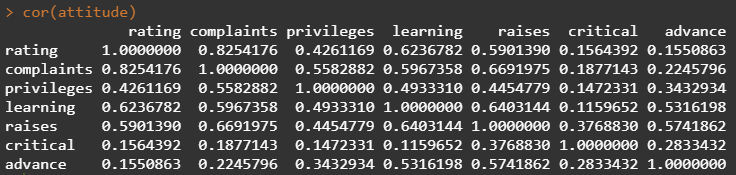 > cor(attitude)
rating complaints privileges learning raises critical advance
rating 1.0000000 0.8254176 0.4261169 0.6236782 0.5901390 0.1564392 0.1550863
complaints 0.8254176 1.0000000 0.5582882 0.5967358 0.6691975 0.1877143 0.2245796
privileges 0.4261169 0.5582882 1.0000000 0.4933310 0.4454779 0.1472331 0.3432934
learning 0.6236782 0.5967358 0.4933310 1.0000000 0.6403144 0.1159652 0.5316198
raises 0.5901390 0.6691975 0.4454779 0.6403144 1.0000000 0.3768830 0.5741862
critical 0.1564392 0.1877143 0.1472331 0.1159652 0.3768830 1.0000000 0.2833432
advance 0.1550863 0.2245796 0.3432934 0.5316198 0.5741862 0.2833432 1.0000000